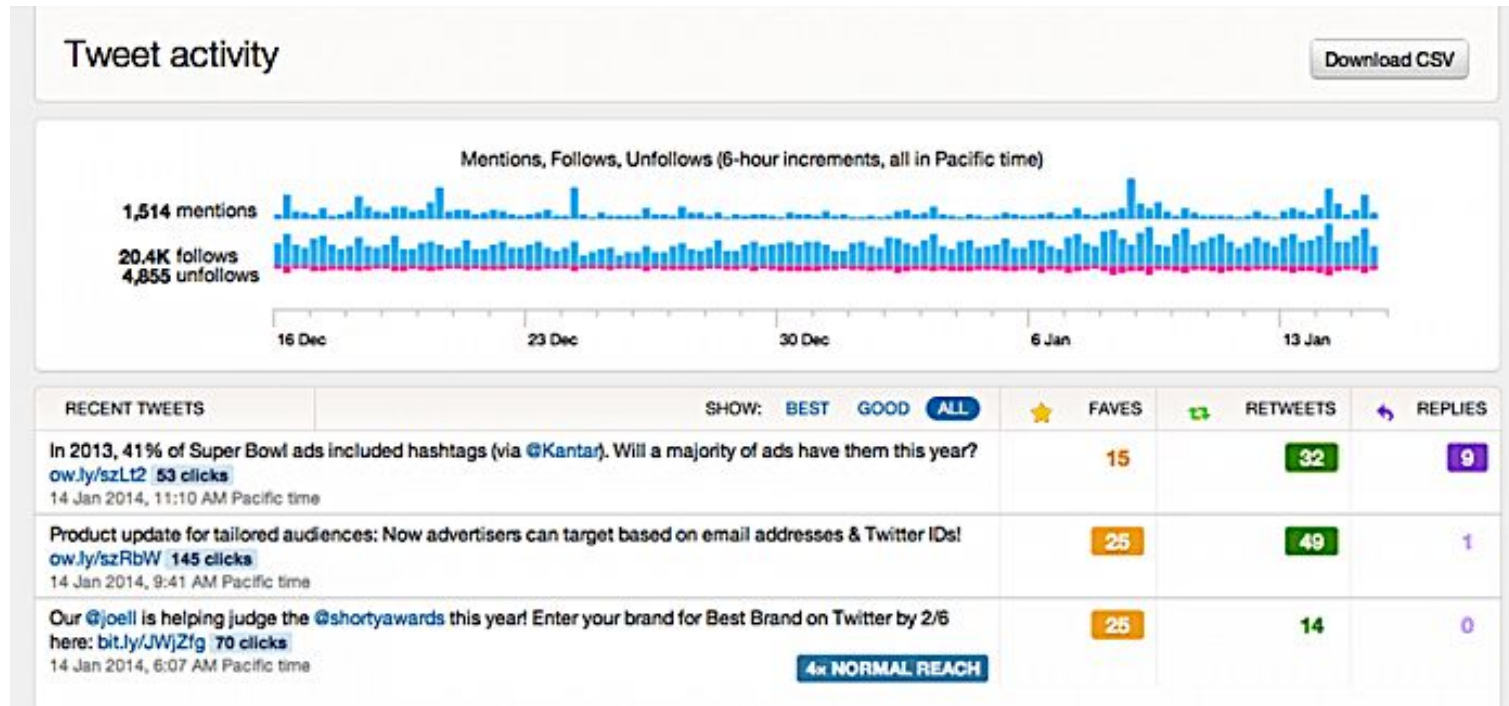 Tweet activity
Download CSV
Mentions, Follows, Unfollows (6-hour increments, all in Pacific time)
1,514 mentions
20.4K follows
4,855 unfollows
16 Dec 23 Dec 30 Dec 6 Jan 13 Jan
RECENT TWEETS SHOW: BEST GOOD ALL FAVES RETWEETS REPLIES
In 2013, 41% of Super Bowl ads included hashtags (via @Kantar). Will a majority of ads have them this year? 15 32 9
ow.ly/szLt2 53 clicks
14 Jan 2014, 11:10 AM Pacific time
Product update for tailored audiences: Now advertisers can target based on email addresses & Twitter IDs! 25 49 1
ow.ly/szRbW 145 clicks
14 Jan 2014, 9:41 AM Pacific time
Our @joell is helping judge the @shortyawards this year! Enter your brand for Best Brand on Twitter by 2/6 25 14 0
here: bit.ly/JWjZfg 70 clicks
14 Jan 2014, 6:07 AM Pacific time
4x NORMAL REACH